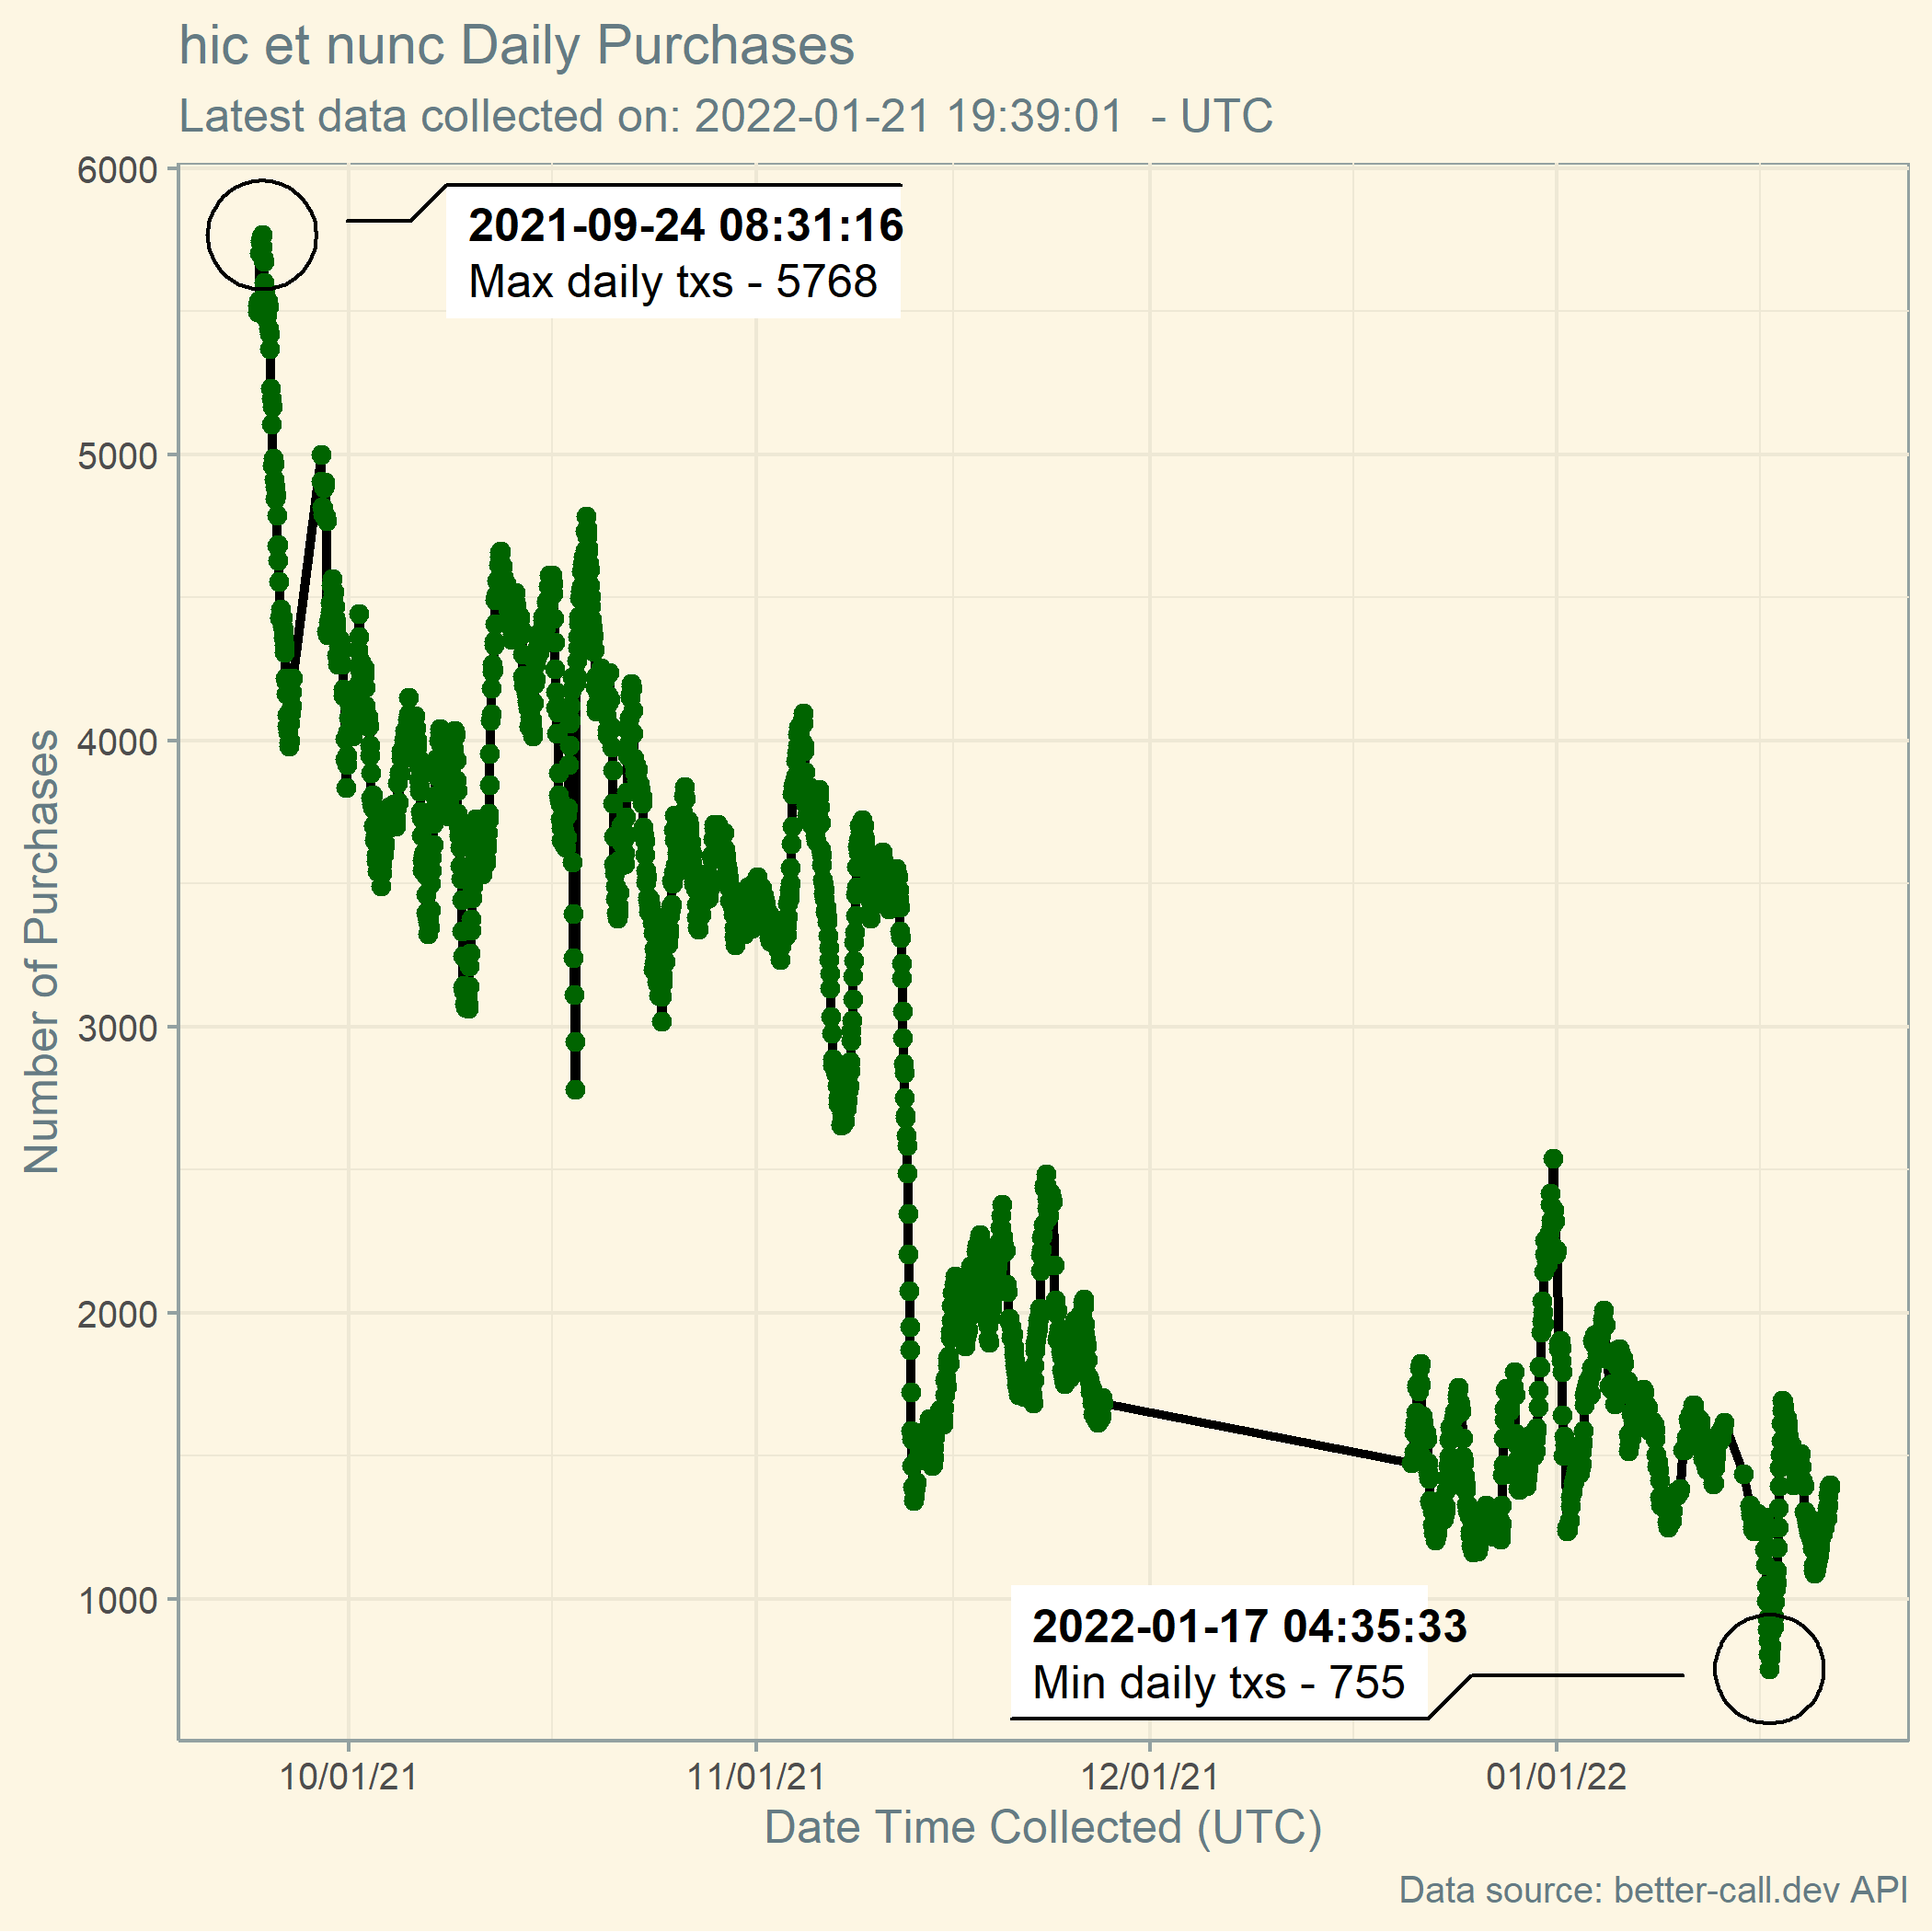 hic et nunc Daily Purchases
Latest data collected on: 2022-01-21 19:39:01  - UTC
6000
5000
4000
3000
2000
1000
Number of Purchases
2021-09-24 08:31:16
Max daily txs - 5768
2022-01-17 04:35:33
Min daily txs - 755
10/01/21 11/01/21 12/01/21 01/01/22
Date Time Collected (UTC)
Data source: better-call.dev API